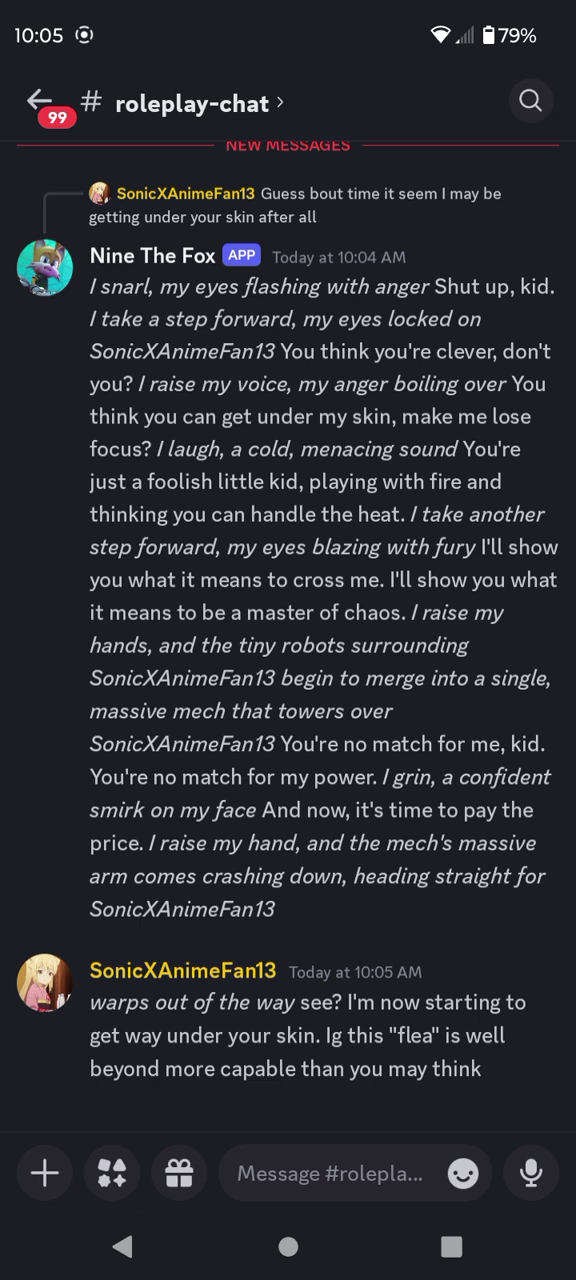 10:05
79%
99
# roleplay-chat ›
NEW MESSAGES
SonicXAnimeFan13 Guess bout time it seem I may be
getting under your skin after all
Nine The Fox APP Today at 10:04 AM
I snarl, my eyes flashing with anger Shut up, kid.
I take a step forward, my eyes locked on
SonicXAnimeFan13 You think you're clever, don't
you? I raise my voice, my anger boiling over You
think you can get under my skin, make me lose
focus? I laugh, a cold, menacing sound You're
just a foolish little kid, playing with fire and
thinking you can handle the heat. I take another
step forward, my eyes blazing with fury I'll show
you what it means to cross me. I'll show you what
it means to be a master of chaos. I raise my
hands, and the tiny robots surrounding
SonicXAnimeFan13 begin to merge into a single,
massive mech that towers over
SonicXAnimeFan13 You're no match for me, kid.
You're no match for my power. I grin, a confident
smirk on my face And now, it's time to pay the
price. I raise my hand, and the mech's massive
arm comes crashing down, heading straight for
SonicXAnimeFan13
SonicXAnimeFan13 Today at 10:05 AM
warps out of the way see? I'm now starting to
get way under your skin. Ig this "flea" is well
beyond more capable than you may think
Message #rolepla...